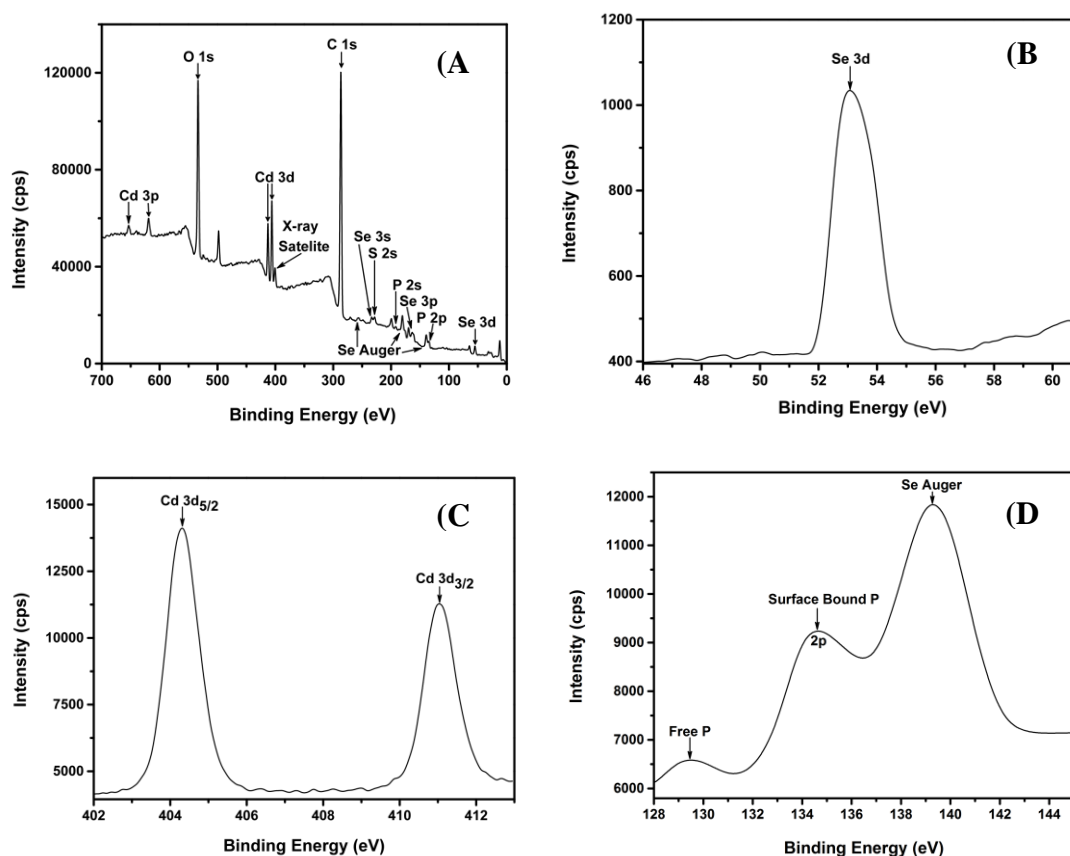 (A
O 1s
C 1s
Cd 3p
Cd 3d
X-ray
Satelite
Se 3s
S 2s
P 2s
Se 3p
P 2p
Se 3d
Se Auger
120000
80000
40000
0
700 600 500 400 300 200 100 0
Intensity (cps)
Binding Energy (eV)
(B
Se 3d
1200
1000
800
600
400
46 48 50 52 54 56 58 60
Intensity (cps)
Binding Energy (eV)
(C
Cd 3d5/2
Cd 3d3/2
15000
12500
10000
7500
5000
402 404 406 408 410 412
Intensity (cps)
Binding Energy (eV)
(D
Se Auger
Surface Bound P
2p
Free P
12000
11000
10000
9000
8000
7000
6000
128 130 132 134 136 138 140 142 144
Intensity (cps)
Binding Energy (eV)